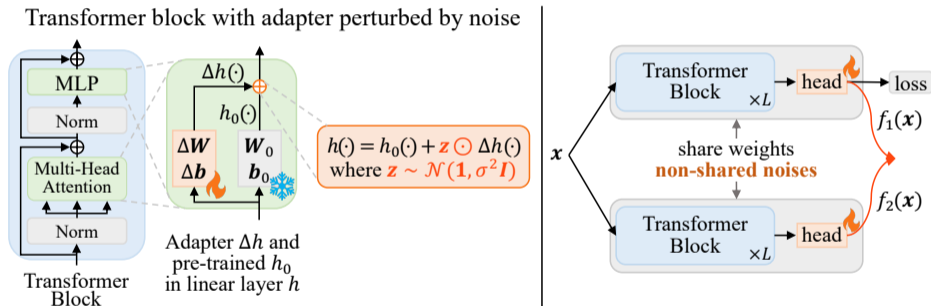 Transformer block with adapter perturbed by noise
MLP
Norm
Multi-Head
Attention
Norm
Transformer
Block
Δh(·)
h₀(·)
ΔW
Δb
W₀
b₀
Adapter Δh and
pre-trained h₀
in linear layer h
h(·) = h₀(·) + z ⊙ Δh(·)
where z ~ 𝒩(1, σ²I)
x
Transformer
Block
×L
head
loss
f₁(x)
share weights
non-shared noises
f₂(x)
Transformer
Block
×L
head